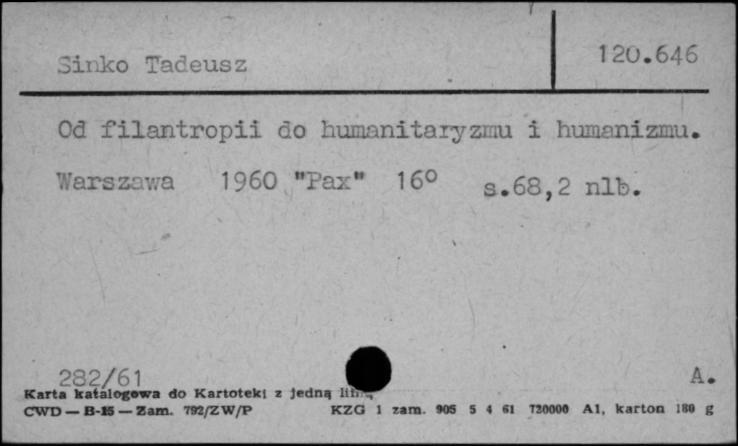 Sinko Tadeusz 120.646
Od filantropii do humanitaryzmu i humanizmu.
Warszawa 1960 "Pax" 16° s.68,2 nlb.
282/61 A.
Karta katalogowa do Kartoteki z jedną
CWD — B-15 — Zam. 792/ZW/P KZG 1 zam. 905 5 4 61 720000 A1, karton 180 g